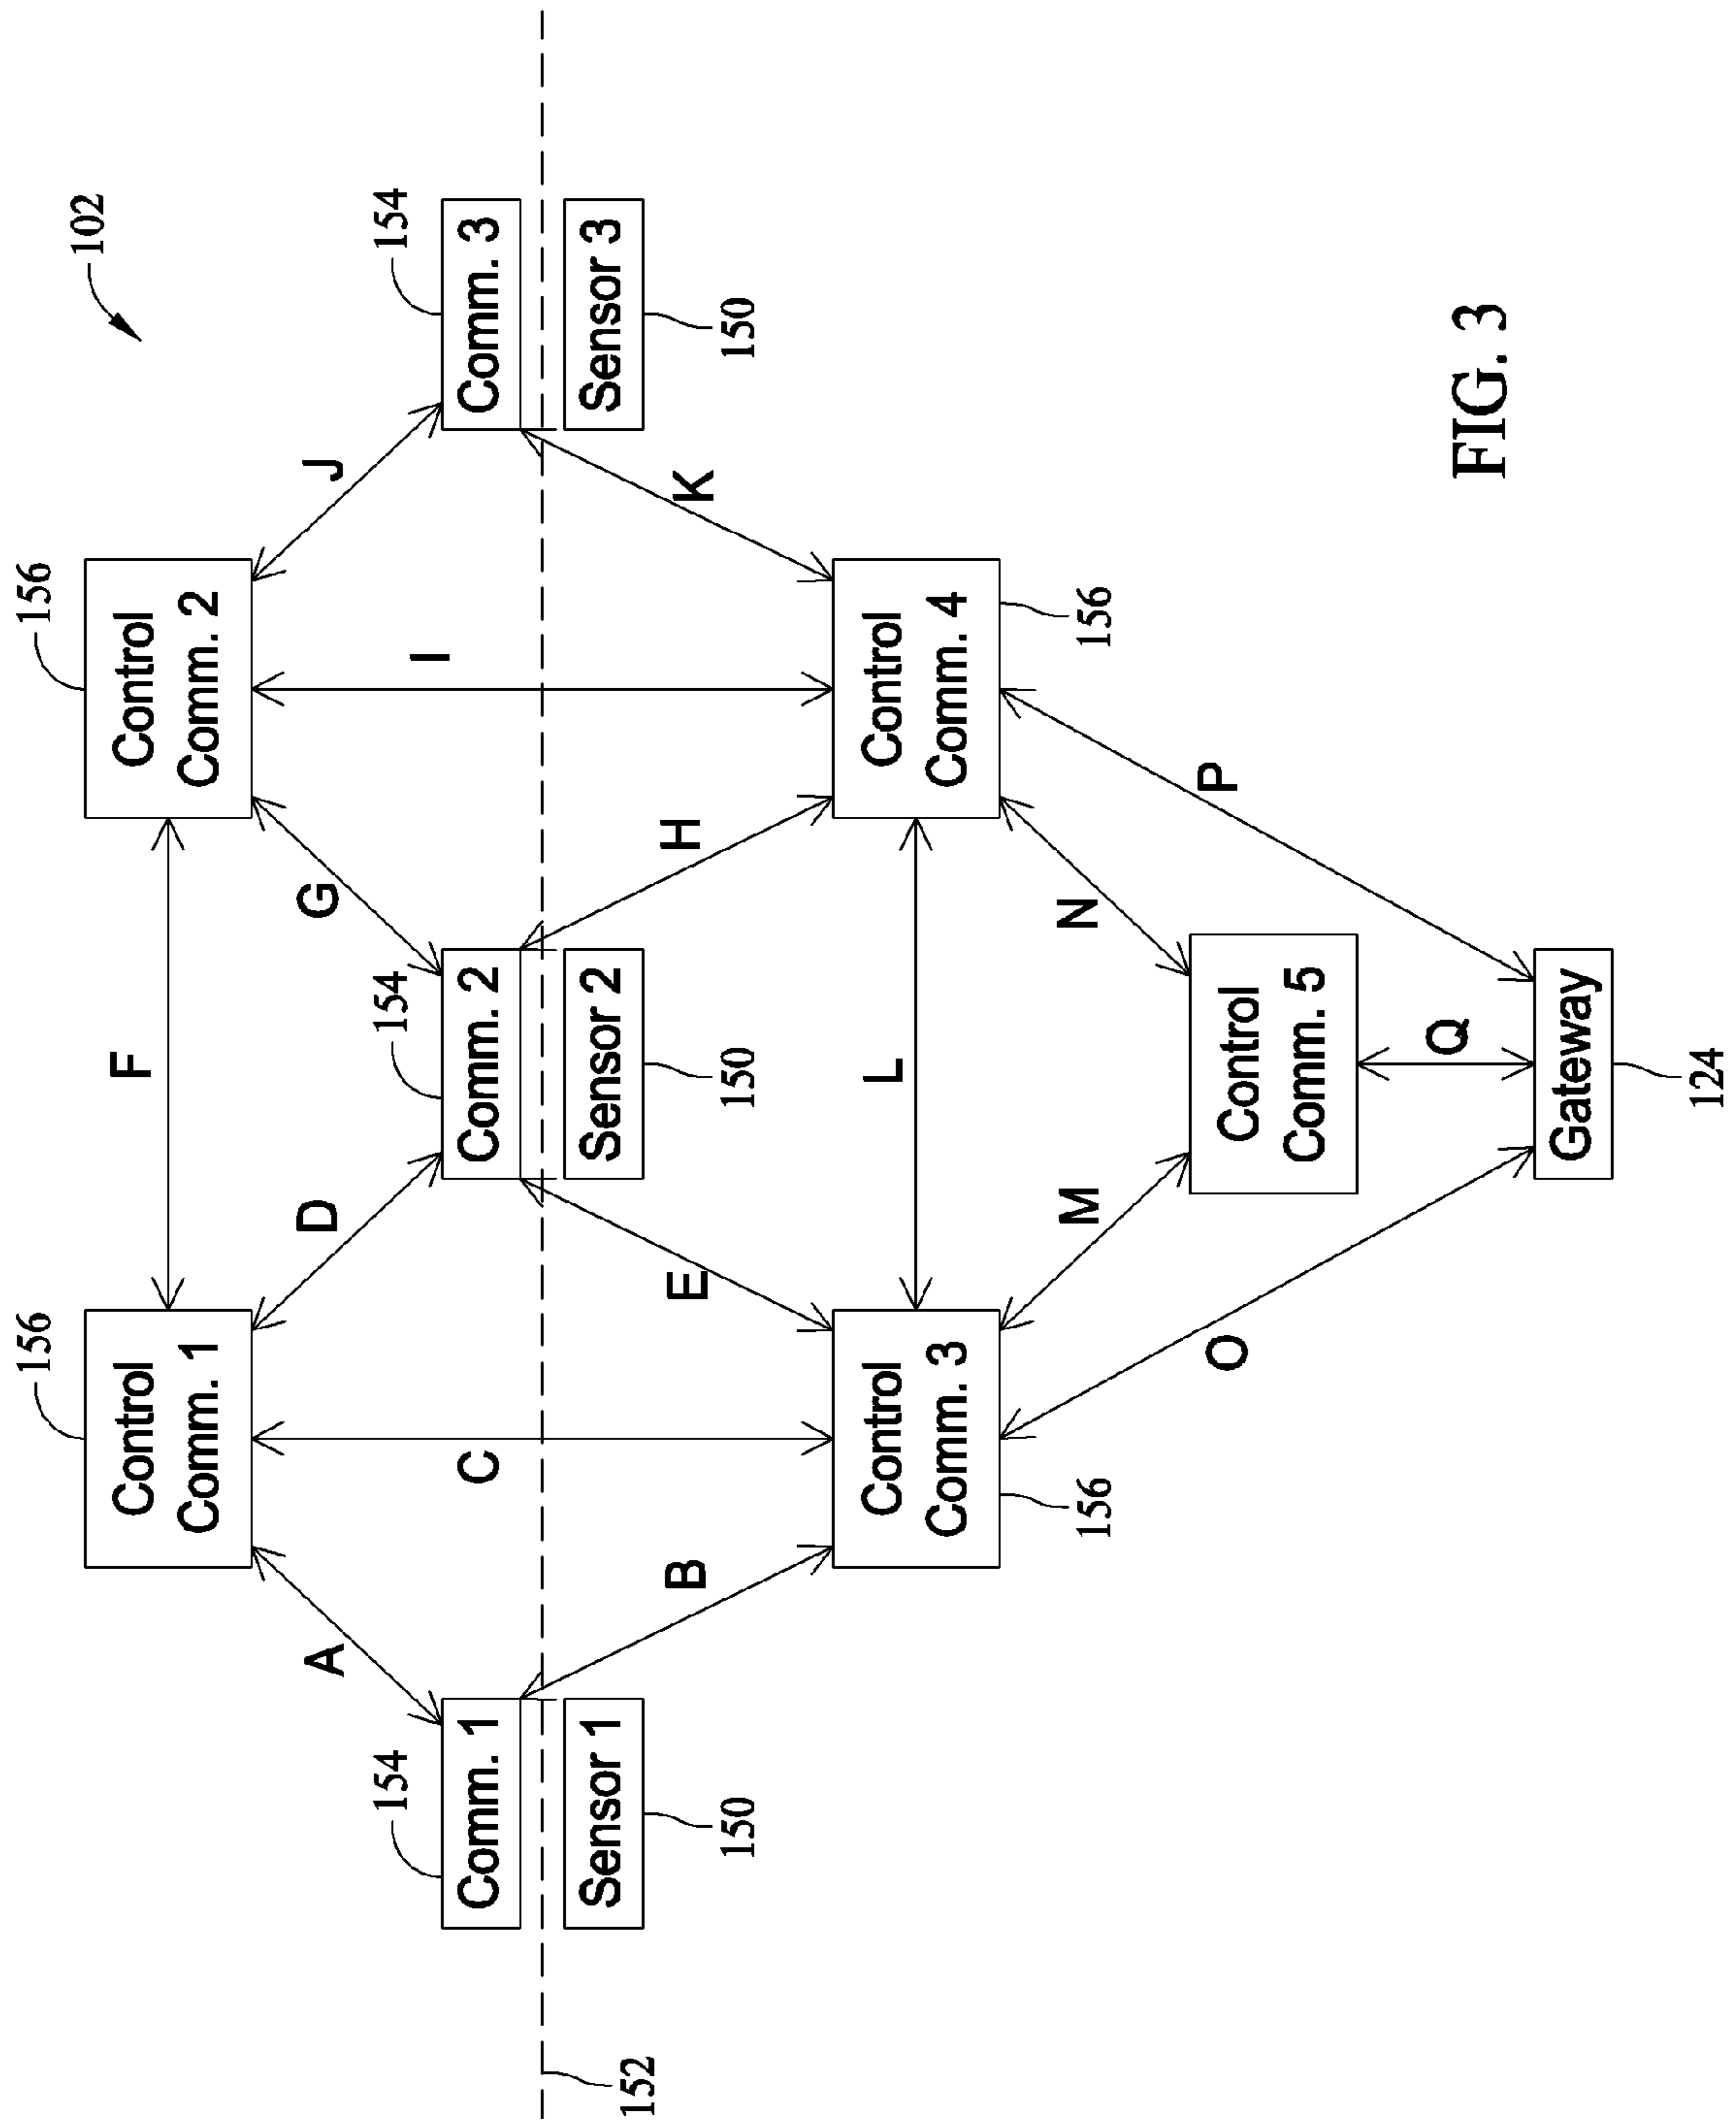 102
156
156
Control
Comm. 1
F
Control
Comm. 2
A
D
G
J
154
154
154
Comm. 1
C
Comm. 2
I
Comm. 3
152
Sensor 1
Sensor 2
Sensor 3
150
150
150
B
E
H
K
Control
Comm. 3
L
Control
Comm. 4
156
156
M
N
O
P
Control
Comm. 5
Q
Gateway
124
FIG. 3